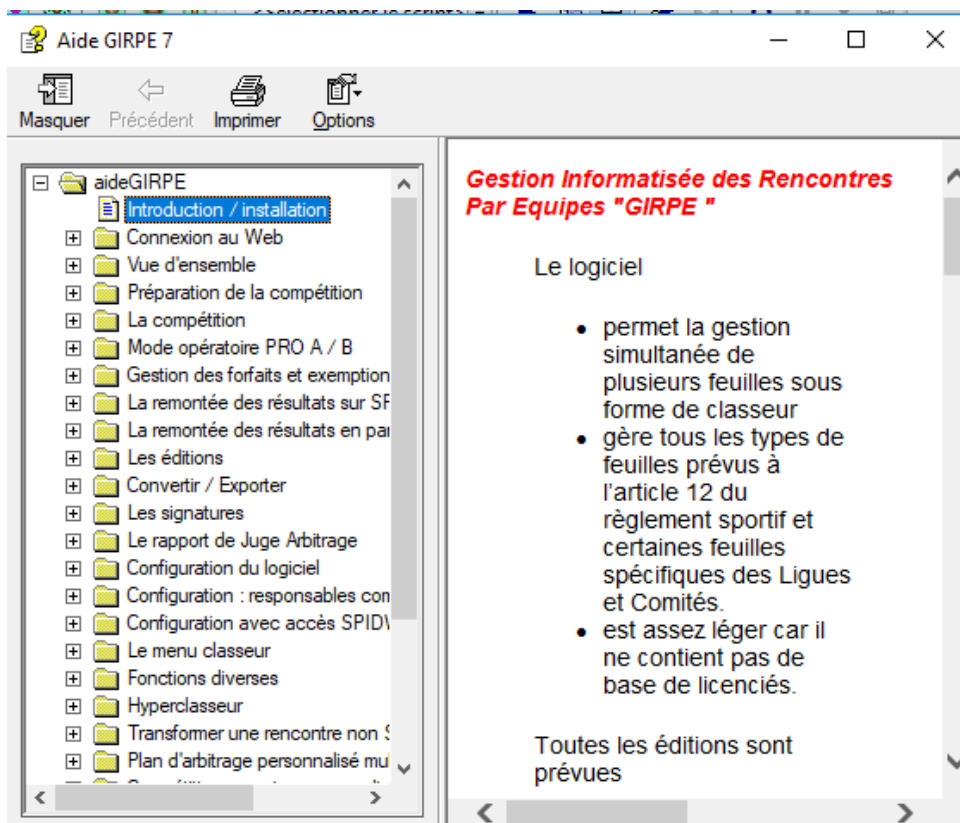 <Sélectionner le script>
Aide GIRPE 7
Masquer Précédent Imprimer Options
aideGIRPE
Introduction / installation
Connexion au Web
Vue d'ensemble
Préparation de la compétition
La compétition
Mode opératoire PRO A / B
Gestion des forfaits et exemption
La remontée des résultats sur
La remontée des résultats en
Les éditions
Convertir / Exporter
Les signatures
Le rapport de Juge Arbitrage
Configuration du logiciel
Configuration : responsables
Configuration avec accès
Le menu classeur
Fonctions diverses
Hyperclasseur
Transformer une rencontre non
Plan d'arbitrage personnalisé
Gestion Informatisée des Rencontres
Par Equipes "GIRPE "
Le logiciel
• permet la gestion
simultanée de
plusieurs feuilles sous
forme de classeur
• gère tous les types de
feuilles prévus à
l'article 12 du
règlement sportif et
certaines feuilles
spécifiques des Ligues
et Comités.
• est assez léger car il
ne contient pas de
base de licenciés.
Toutes les éditions sont
prévues